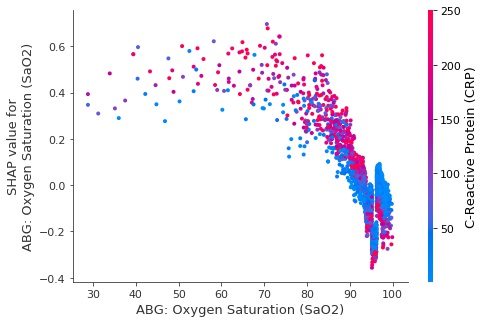 SHAP value for
ABG: Oxygen Saturation (SaO2)
0.6
0.4
0.2
0.0
−0.2
−0.4
30 40 50 60 70 80 90 100
ABG: Oxygen Saturation (SaO2)
250
200
150
100
50
C-Reactive Protein (CRP)